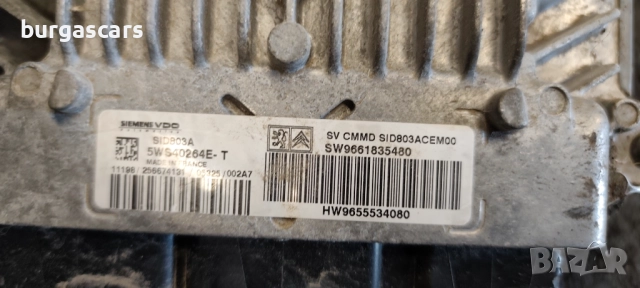 burgascars
SIEMENS VDO
SID803A
5WS40264E-T
MADE IN FRANCE
SV CMMD SID803ACEM00
SW9661835480
HW9655534080
BAZAR